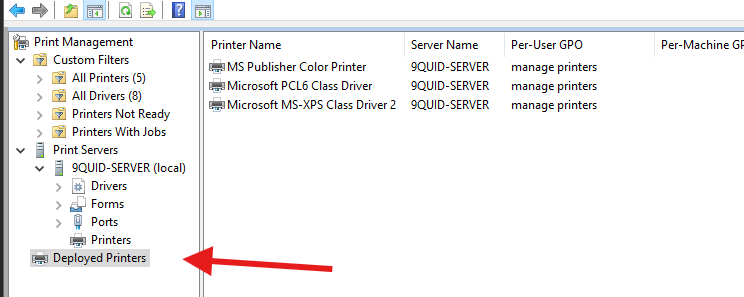 Print Management
Custom Filters
All Printers (5)
All Drivers (8)
Printers Not Ready
Printers With Jobs
Print Servers
9QUID-SERVER (local)
Drivers
Forms
Ports
Printers
Deployed Printers
Printer Name Server Name Per-User GPO Per-Machine GP
MS Publisher Color Printer 9QUID-SERVER manage printers
Microsoft PCL6 Class Driver 9QUID-SERVER manage printers
Microsoft MS-XPS Class Driver 2 9QUID-SERVER manage printers